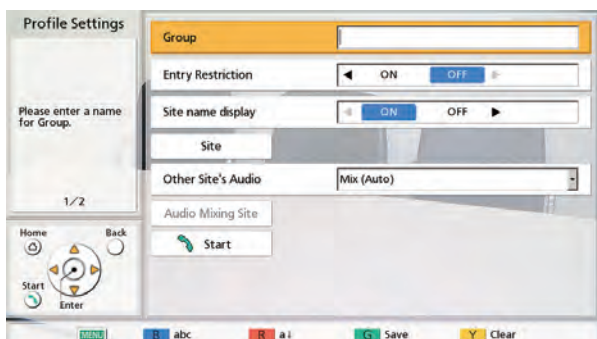 Profile Settings
Please enter a name
for Group.
1/2
Home
Back
Start
Enter
Group
Entry Restriction
ON
OFF
Site name display
ON
OFF
Site
Other Site's Audio
Mix (Auto)
Audio Mixing Site
Start
MENU
B abc
R a↓
G Save
Y Clear